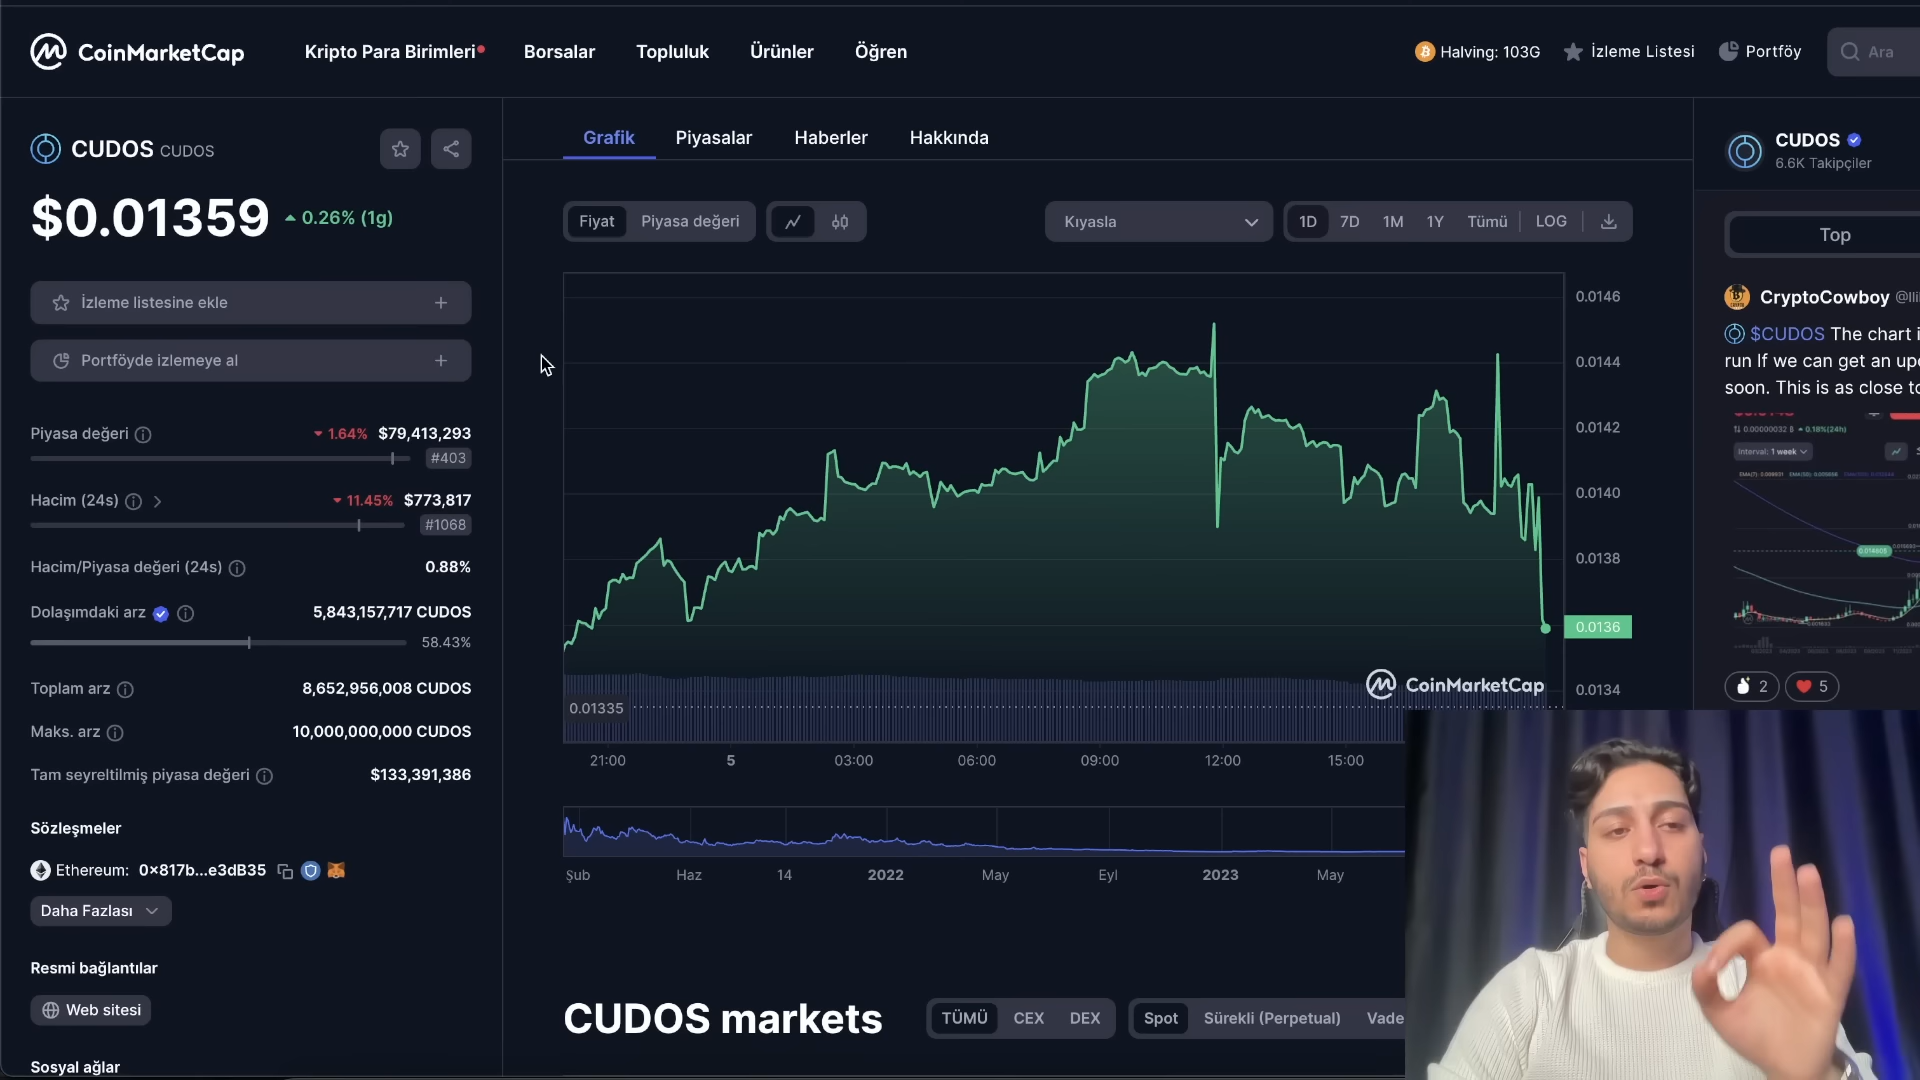 CoinMarketCap
Kripto Para Birimleri
Borsalar
Topluluk
Ürünler
Öğren
Halving: 103G
İzleme Listesi
Portföy
Ara
CUDOS CUDOS
$0.01359 0.26% (1g)
İzleme listesine ekle
Portföyde izlemeye al
Piyasa değeri 1.64% $79,413,293
#403
Hacim (24s) 11.45% $773,817
#1068
Hacim/Piyasa değeri (24s) 0.88%
Dolaşımdaki arz 5,843,157,717 CUDOS
58.43%
Toplam arz 8,652,956,008 CUDOS
Maks. arz 10,000,000,000 CUDOS
Tam seyreltilmiş piyasa değeri $133,391,386
Sözleşmeler
Ethereum: 0x817b...e3dB35
Daha Fazlası
Resmi bağlantılar
Web sitesi
Sosyal ağlar
Grafik Piyasalar Haberler Hakkında
Fiyat Piyasa değeri
Kıyasla
1D 7D 1M 1Y Tümü LOG
0.0146
0.0144
0.0142
0.0140
0.0138
0.0136
0.0134
CoinMarketCap
0.01335
21:00 5 03:00 06:00 09:00 12:00 15:00
Şub Haz 14 2022 May Eyl 2023 May
CUDOS markets
TÜMÜ CEX DEX
Spot Sürekli (Perpetual) Vade
CUDOS
6.6K Takipçiler
Top
CryptoCowboy
$CUDOS The chart
run If we can get an
soon. This is as close
0.00000032 0.18%(24h)
Interval: 1 week
2 5